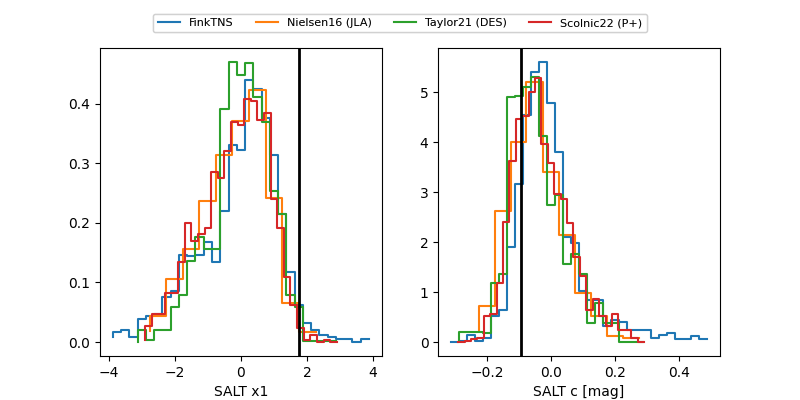 FinkTNS Nielsen16 (JLA) Taylor21 (DES) Scolnic22 (P+)
0.4
0.3
0.2
0.1
0.0
−4 −2 0 2 4
SALT x1
5
4
3
2
1
0
−0.2 0.0 0.2 0.4
SALT c [mag]